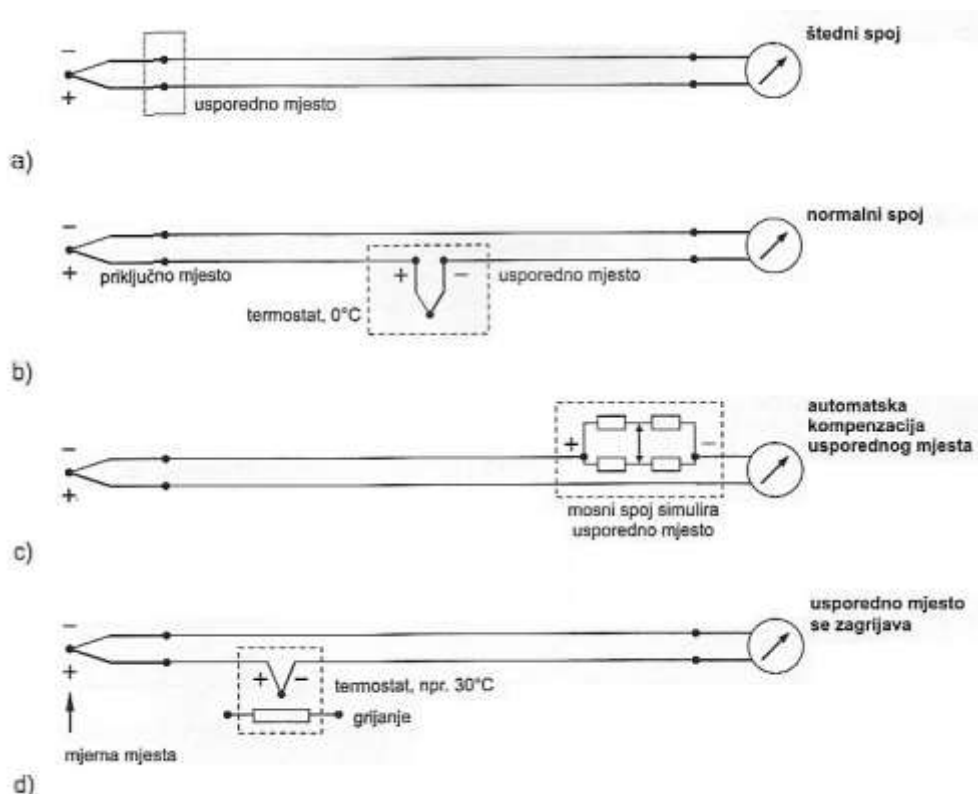 štedni spoj
−
+
usporedno mjesto
a)
normalni spoj
−
+
priključno mjesto
+ −
usporedno mjesto
termostat, 0°C
b)
automatska
kompenzacija
usporednog mjesta
−
+
+ −
mosni spoj simulira
usporedno mjesto
c)
usporedno mjesto
se zagrijava
−
+
+ −
termostat, npr. 30°C
grijanje
mjerna mjesta
d)